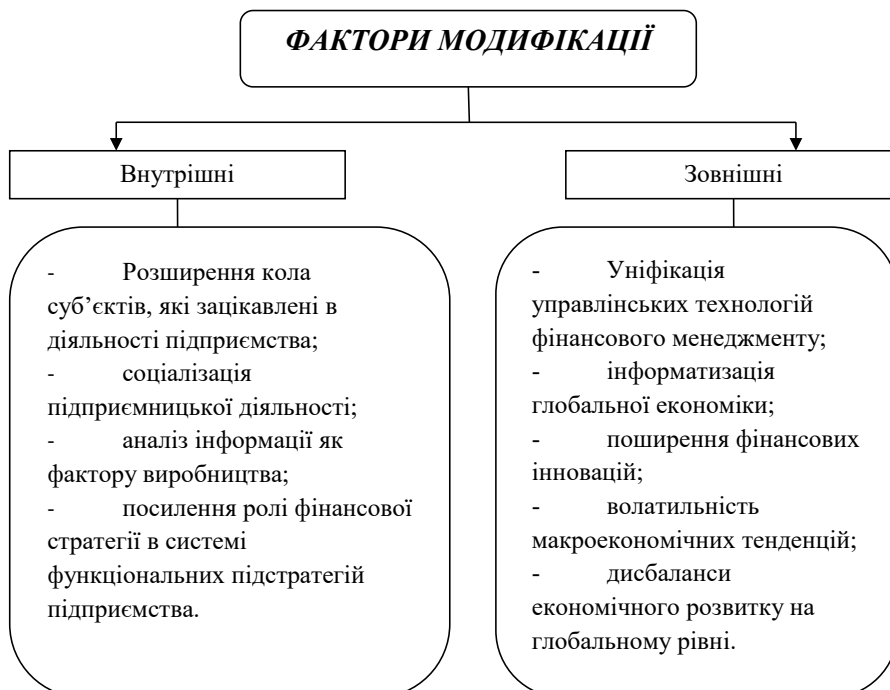 ФАКТОРИ МОДИФІКАЦІЇ
Внутрішні
- Розширення кола
суб’єктів, які зацікавлені в
діяльності підприємства;
- соціалізація
підприємницької діяльності;
- аналіз інформації як
фактору виробництва;
- посилення ролі фінансової
стратегії в системі
функціональних підстратегій
підприємства.
Зовнішні
- Уніфікація
управлінських технологій
фінансового менеджменту;
- інформатизація
глобальної економіки;
- поширення фінансових
інновацій;
- волатильність
макроекономічних тенденцій;
- дисбаланси
економічного розвитку на
глобальному рівні.